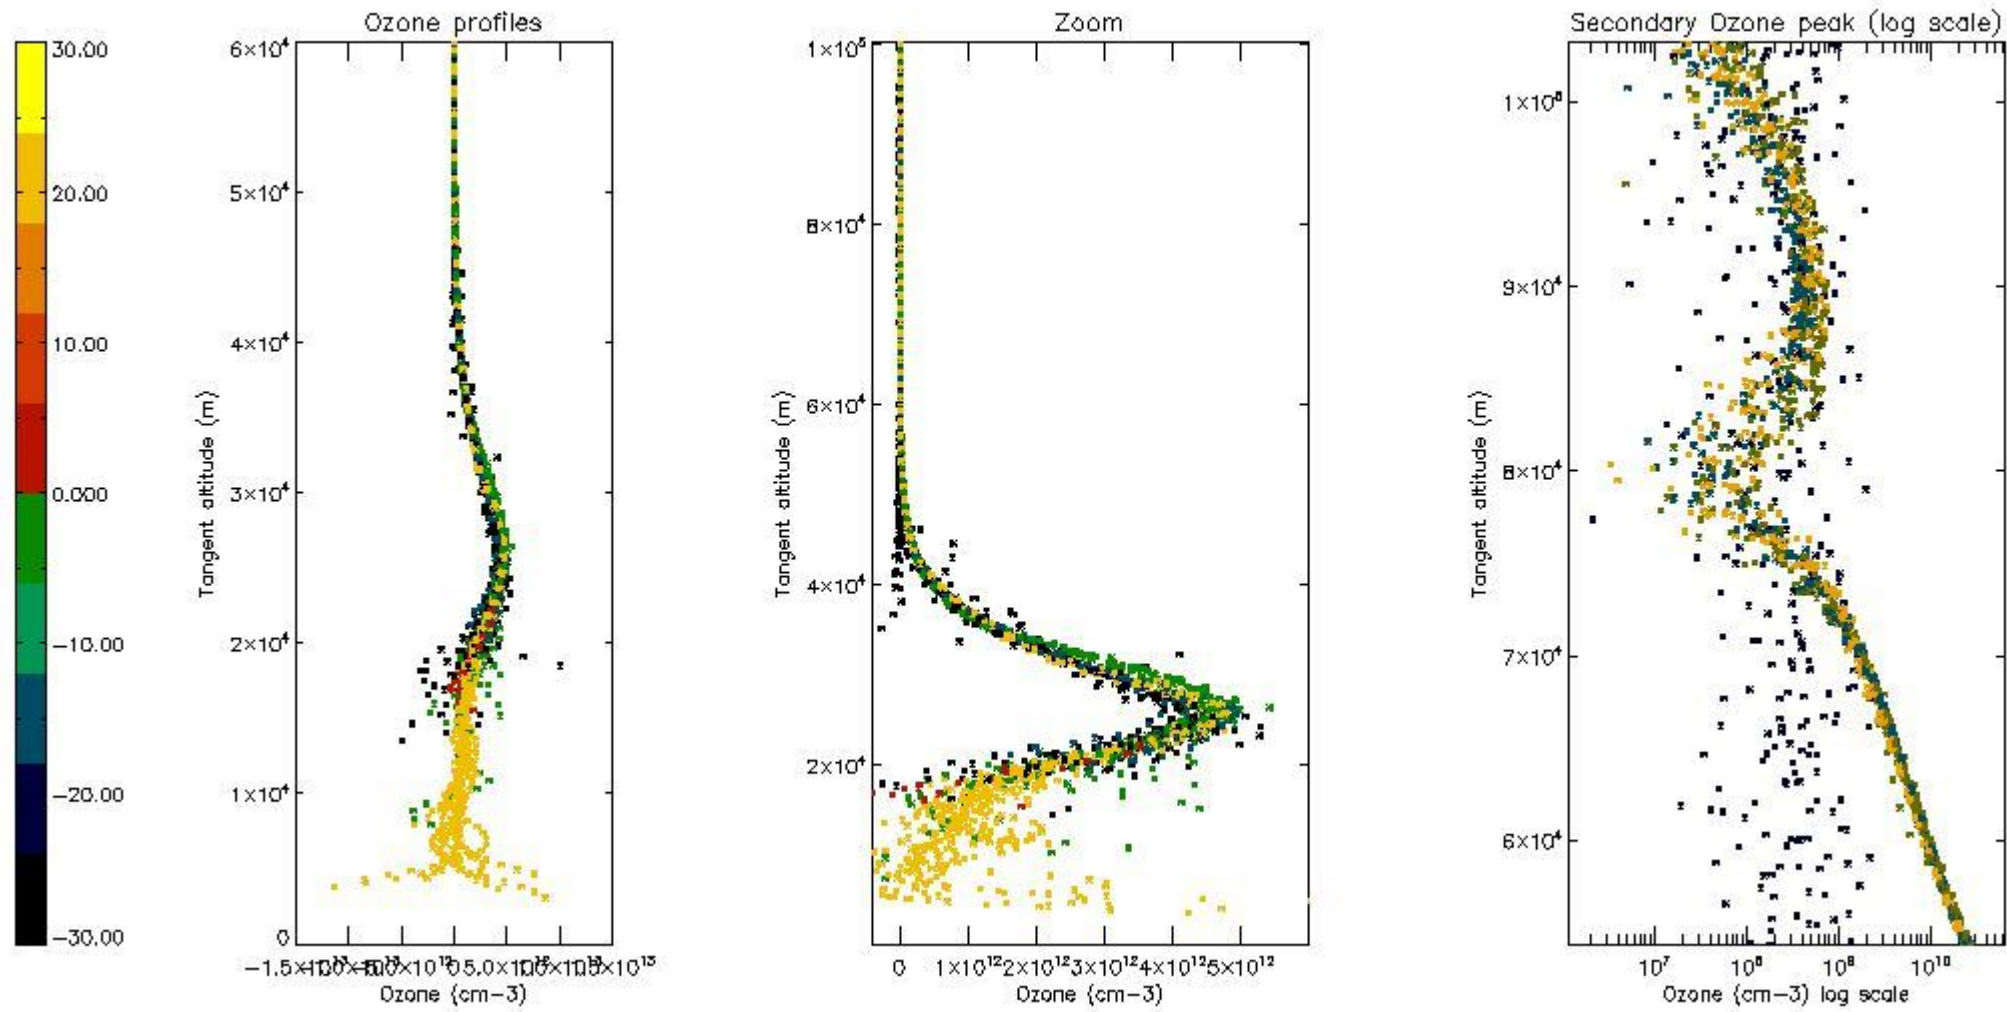 Ozone profiles
Zoom
Secondary Ozone peak (log scale)
30.00
20.00
10.00
-10.00
-20.00
-30.00
6×10⁴
5×10⁴
4×10⁴
3×10⁴
2×10⁴
1×10⁴
0
Tangent altitude (m)
Ozone (cm-3)
1×10⁵
8×10⁴
6×10⁴
4×10⁴
2×10⁴
Tangent altitude (m)
0 1×10¹² 2×10¹² 3×10¹² 4×10¹² 5×10¹²
Ozone (cm-3)
9×10⁴
8×10⁴
7×10⁴
6×10⁴
Tangent altitude (m)
10⁷ 10⁸ 10⁹ 10¹⁰
Ozone (cm-3) log scale